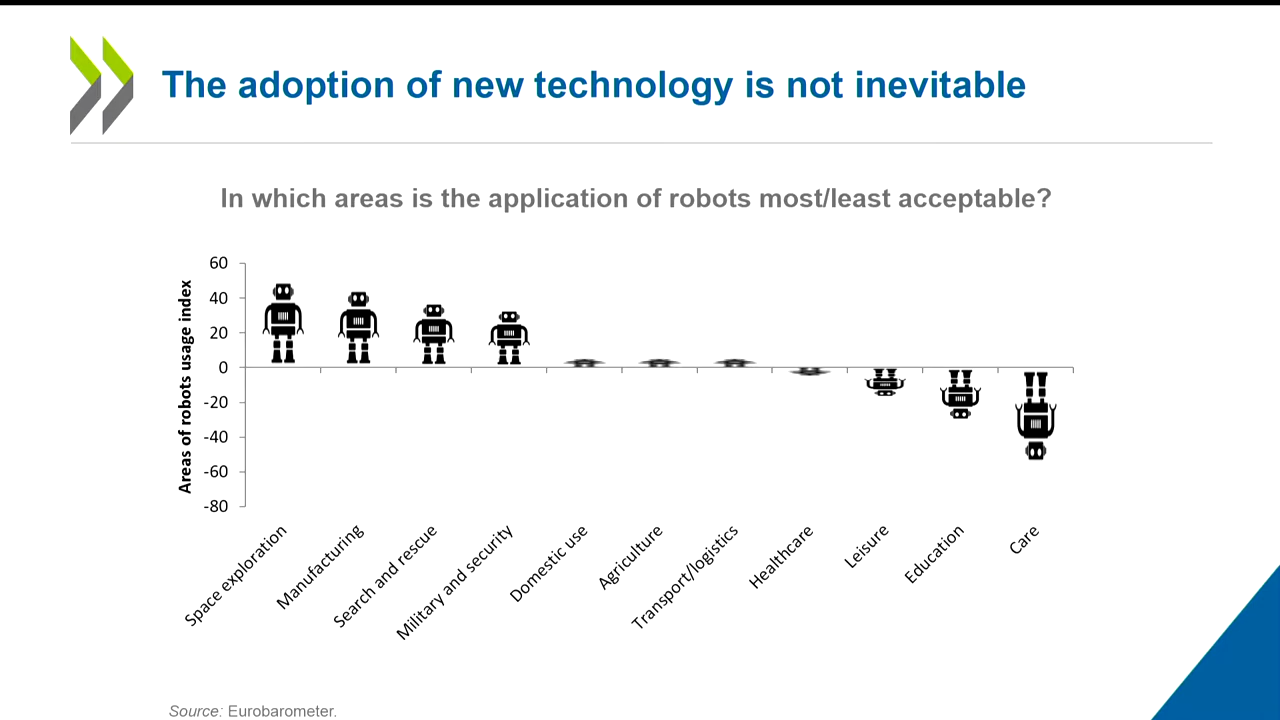 The adoption of new technology is not inevitable
In which areas is the application of robots most/least acceptable?
Areas of robots usage index
60
40
20
0
-20
-40
-60
-80
Space exploration
Manufacturing
Search and rescue
Military and security
Domestic use
Agriculture
Transport/logistics
Healthcare
Leisure
Education
Care
Source: Eurobarometer.